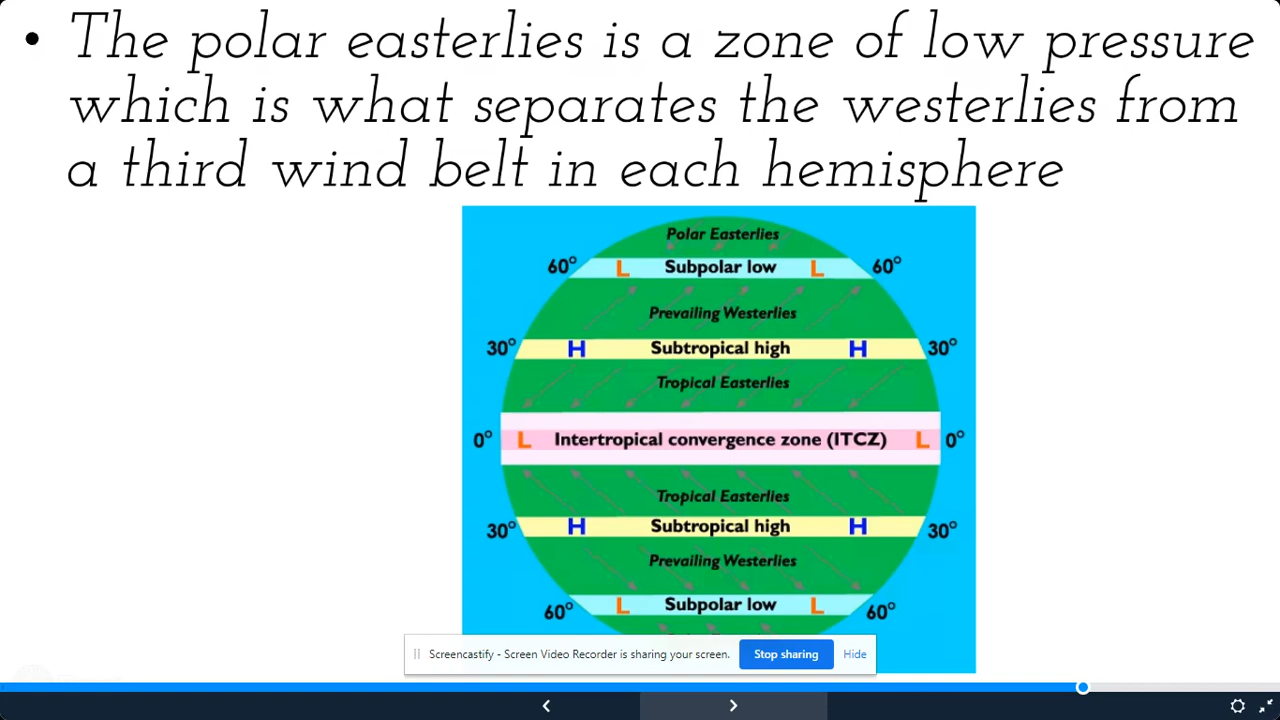 • The polar easterlies is a zone of low pressure
which is what separates the westerlies from
a third wind belt in each hemisphere
Polar Easterlies
60° L Subpolar low L 60°
Prevailing Westerlies
30° H Subtropical high H 30°
Tropical Easterlies
0° L Intertropical convergence zone (ITCZ) L 0°
Tropical Easterlies
30° H Subtropical high H 30°
Prevailing Westerlies
60° L Subpolar low L 60°
Screencastify - Screen Video Recorder is sharing your screen. Stop sharing Hide